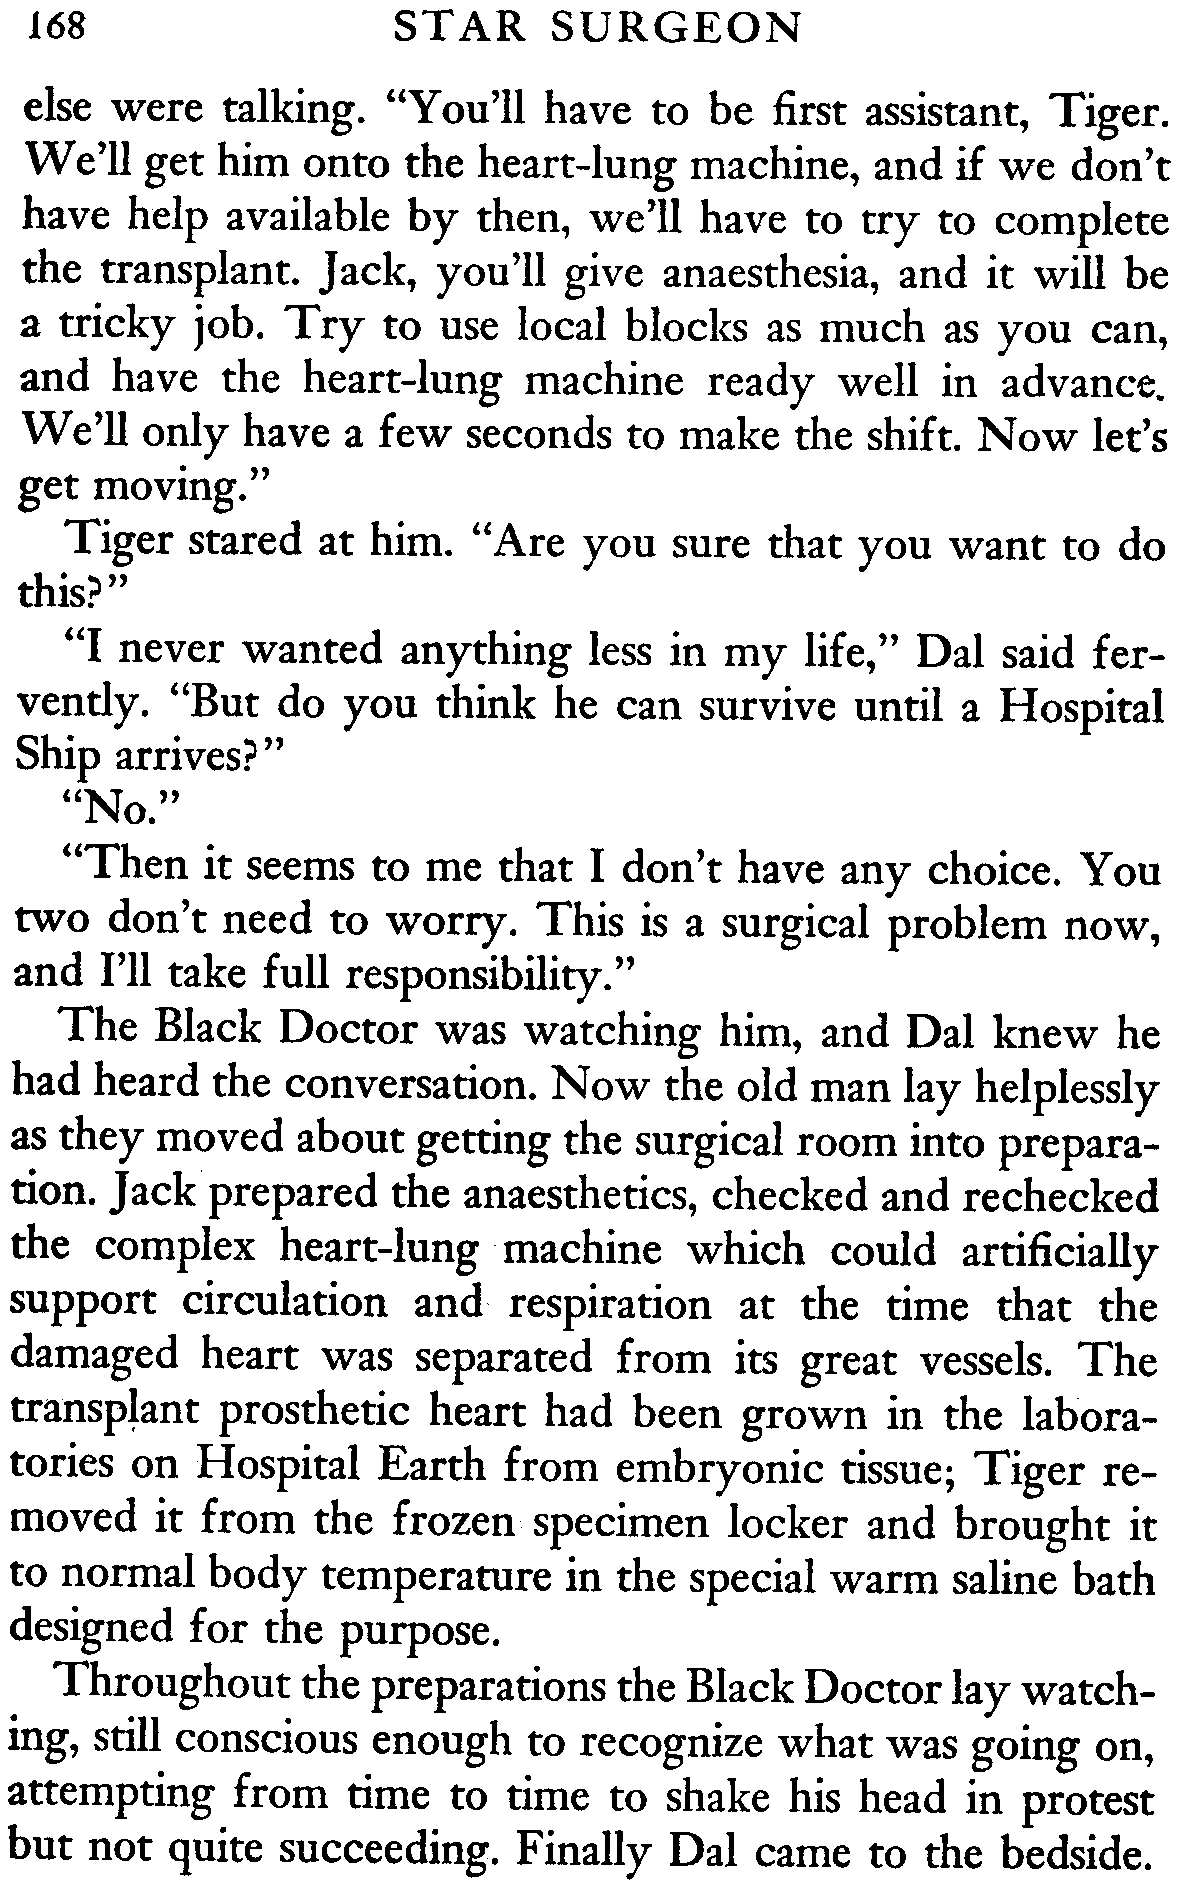 168 STAR SURGEON
else were talking. “You’ll have to be first assistant, Tiger.
We’ll get him onto the heart-lung machine, and if we don’t
have help available by then, we’ll have to try to complete
the transplant. Jack, you’ll give anaesthesia, and it will be
a tricky job. Try to use local blocks as much as you can,
and have the heart-lung machine ready well in advance.
We’ll only have a few seconds to make the shift. Now let’s
get moving.”
Tiger stared at him. “Are you sure that you want to do
this?”
“I never wanted anything less in my life,” Dal said fer-
vently. “But do you think he can survive until a Hospital
Ship arrives?”
“No.”
“Then it seems to me that I don’t have any choice. You
two don’t need to worry. This is a surgical problem now,
and I’ll take full responsibility.”
The Black Doctor was watching him, and Dal knew he
had heard the conversation. Now the old man lay helplessly
as they moved about getting the surgical room into prepara-
tion. Jack prepared the anaesthetics, checked and rechecked
the complex heart-lung machine which could artificially
support circulation and respiration at the time that the
damaged heart was separated from its great vessels. The
transplant prosthetic heart had been grown in the labora-
tories on Hospital Earth from embryonic tissue; Tiger re-
moved it from the frozen specimen locker and brought it
to normal body temperature in the special warm saline bath
designed for the purpose.
Throughout the preparations the Black Doctor lay watch-
ing, still conscious enough to recognize what was going on,
attempting from time to time to shake his head in protest
but not quite succeeding. Finally Dal came to the bedside.